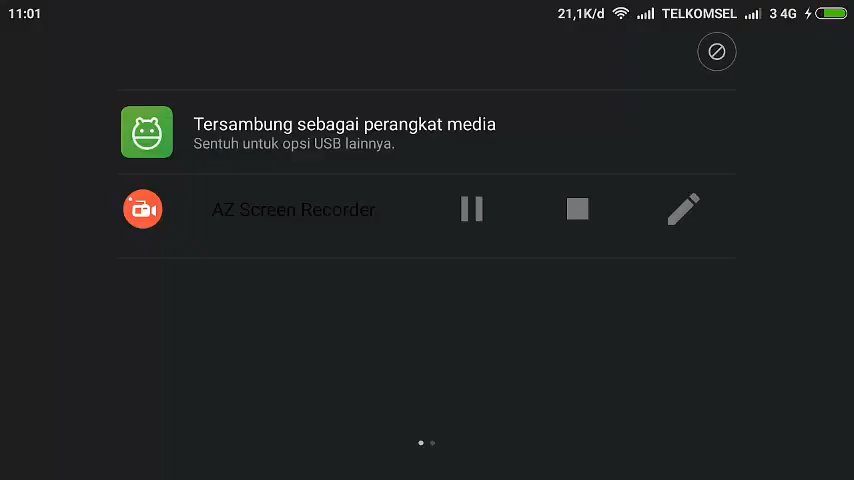 11:01 21,1K/d TELKOMSEL 3 4G
Tersambung sebagai perangkat media
Sentuh untuk opsi USB lainnya.
AZ Screen Recorder